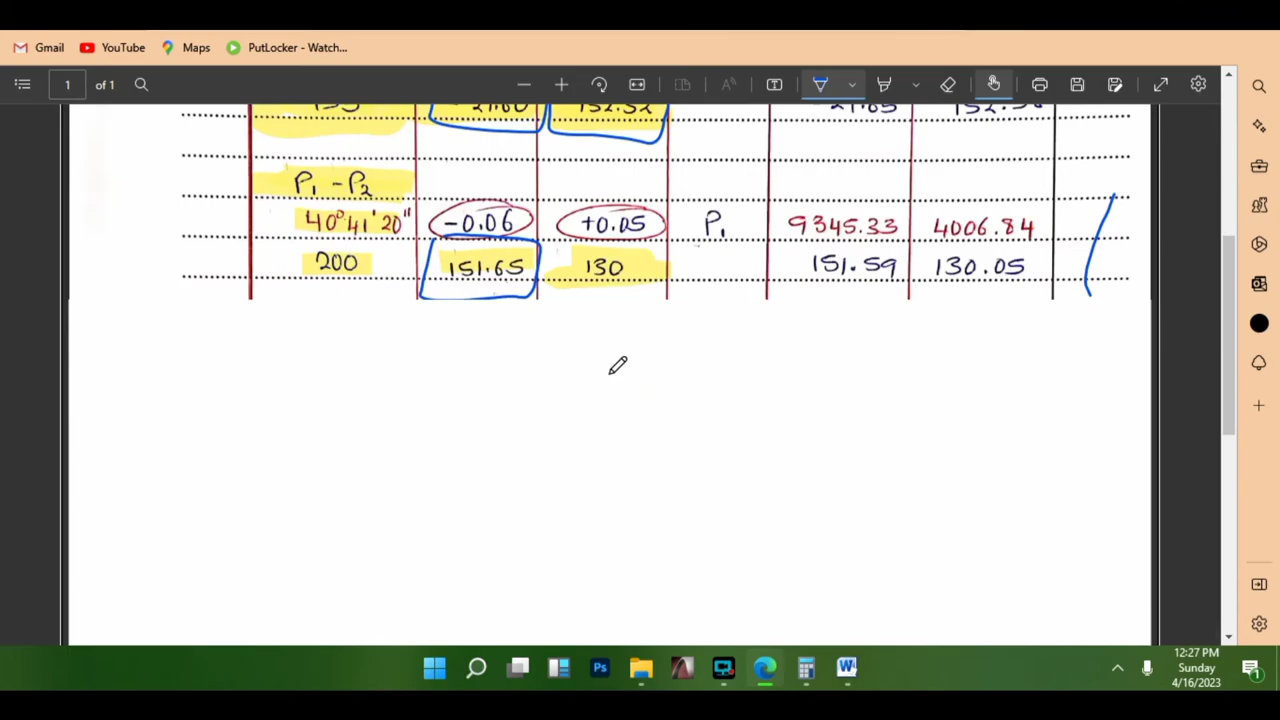 Gmail YouTube Maps PutLocker - Watch...
1 of 1
P₁ - P₂
40°41'20" -0.06 +0.05 P₁ 9345.33 4006.84
200 151.65 130 151.59 130.05
12:27 PM
Sunday
4/16/2023